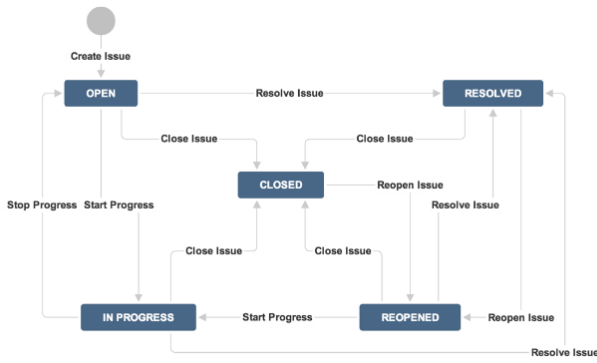 Create Issue
OPEN
Resolve Issue
RESOLVED
Close Issue
Close Issue
CLOSED
Reopen Issue
Stop Progress
Start Progress
Resolve Issue
Close Issue
Close Issue
IN PROGRESS
Start Progress
REOPENED
Reopen Issue
Resolve Issue